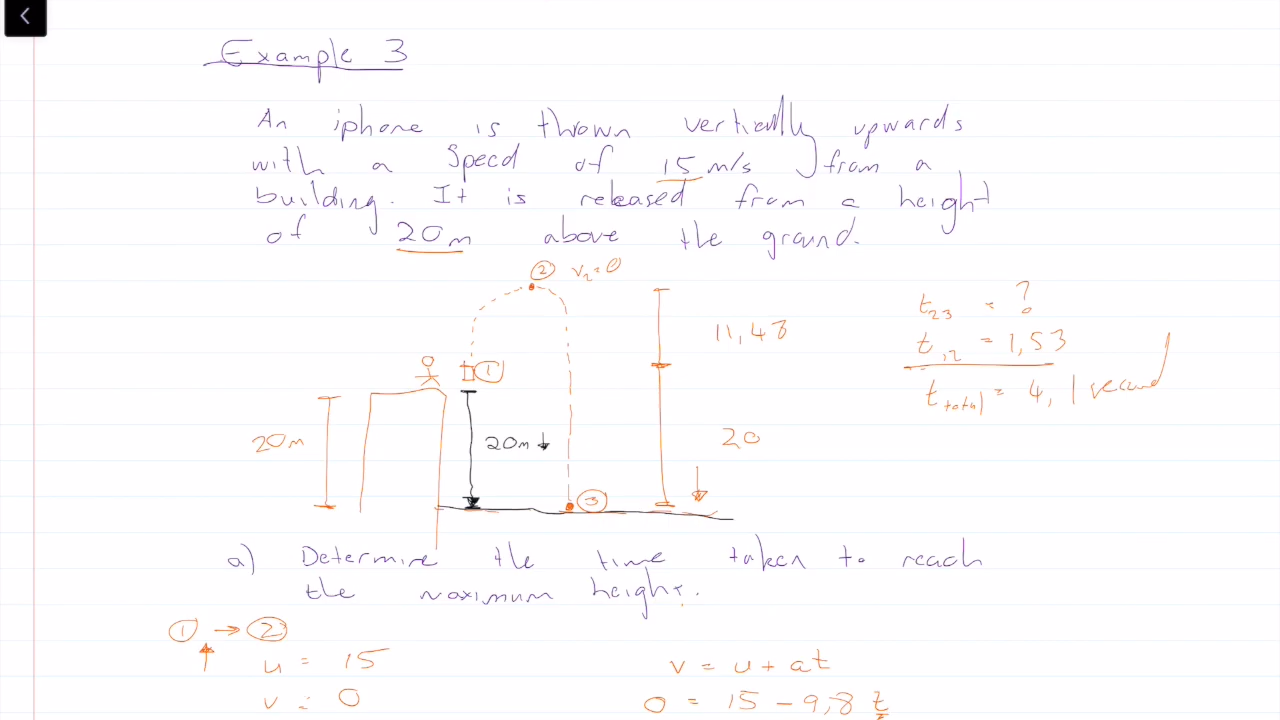 Example 3
An iphone is thrown vertically upwards
with a speed of 15 m/s from a
building. It is released from a height
of 20m above the ground.
② v₂=0
①
20m
20m ↓
③
11,48
20
t₂₃ = ?
t₁₂ = 1,53
t total = 4,1 second
a) Determine the time taken to reach
the maximum height.
① → ②
u = 15
v = 0
v = u + at
0 = 15 - 9,8 t